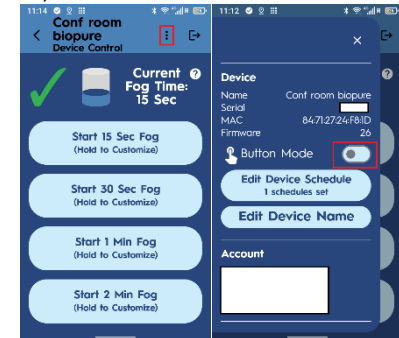 11:14
Conf room
biopure
Device Control
Current
Fog Time:
15 Sec
Start 15 Sec Fog
(Hold to Customize)
Start 30 Sec Fog
(Hold to Customize)
Start 1 Min Fog
(Hold to Customize)
Start 2 Min Fog
(Hold to Customize)
11:12
Device
Name Conf room biopure
Serial
MAC 84:71:27:24:F8:1D
Firmware 26
Button Mode
Edit Device Schedule
1 schedules set
Edit Device Name
Account